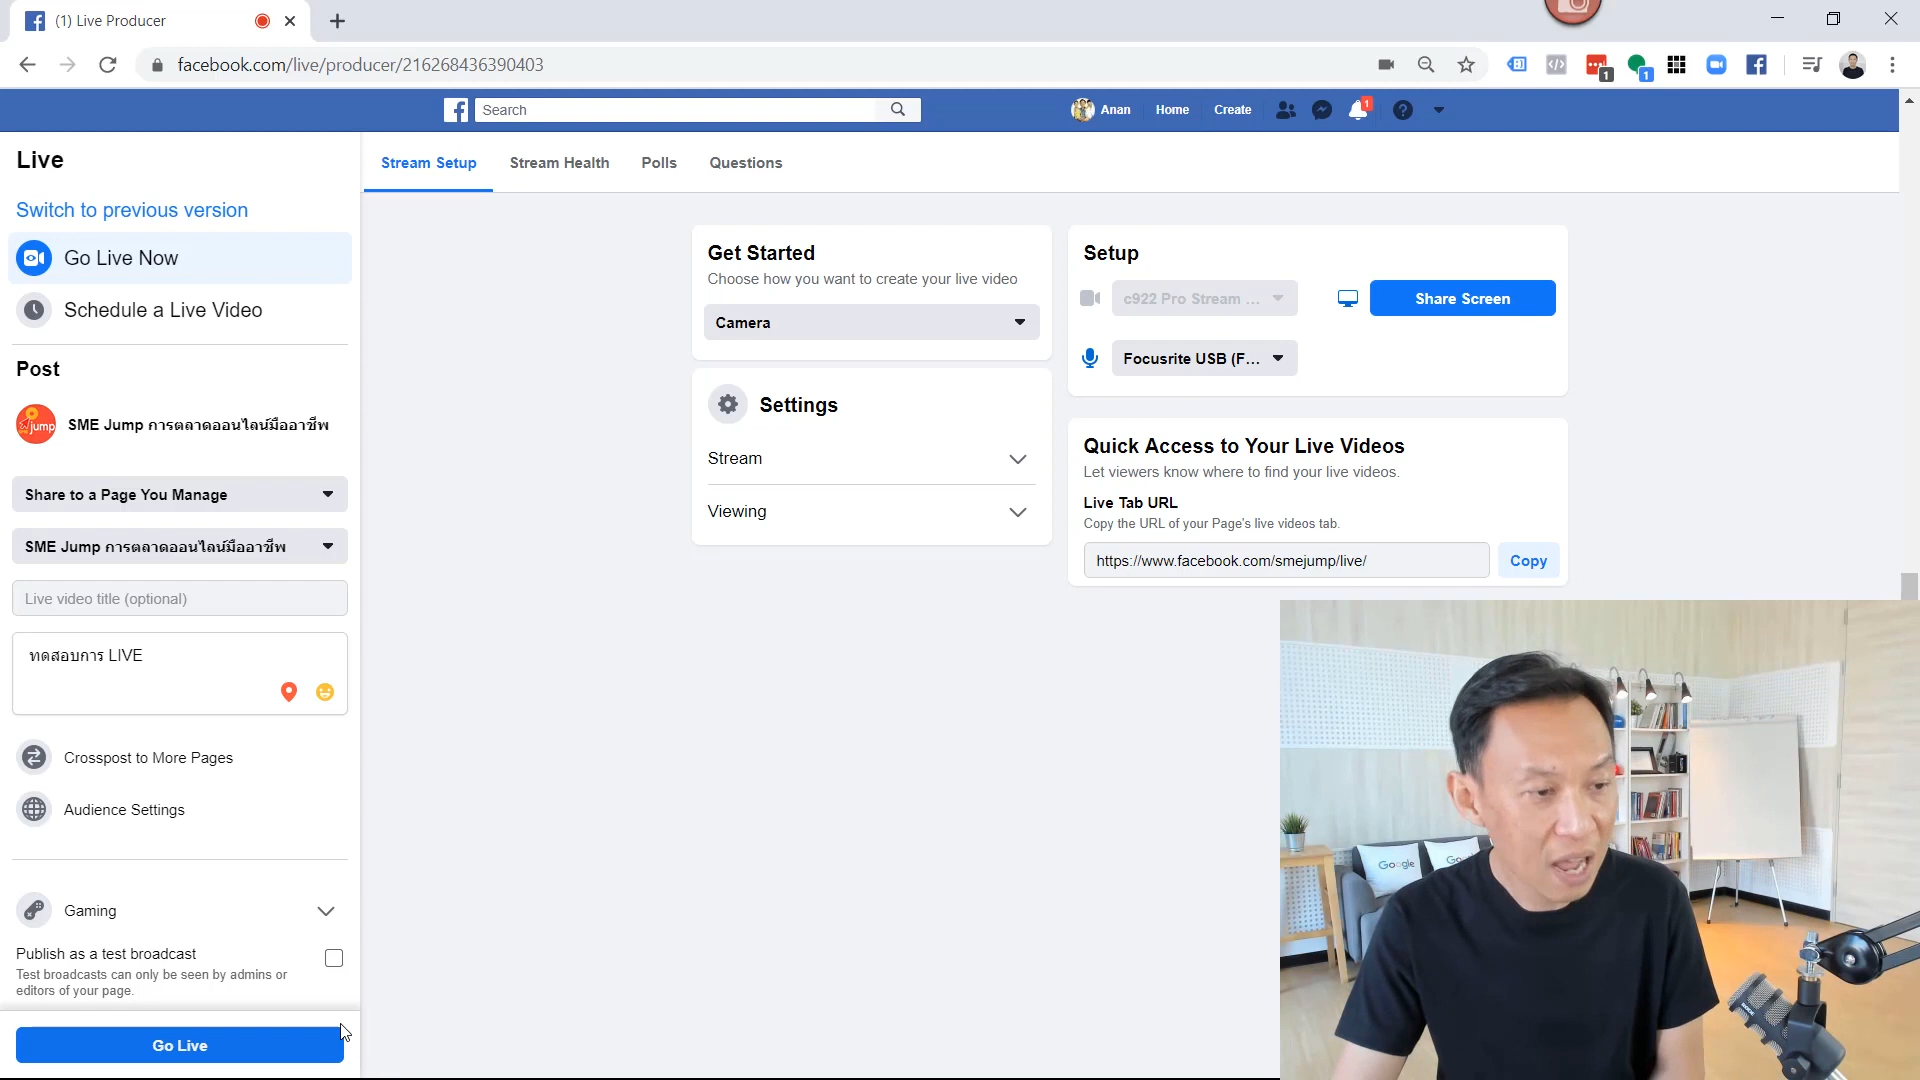 (1) Live Producer
facebook.com/live/producer/216268436390403
1
1
Search
Anan
Home
Create
1
Live
Switch to previous version
Go Live Now
Schedule a Live Video
Post
jump
SME Jump การตลาดออนไลน์มืออาชีพ
Share to a Page You Manage
SME Jump การตลาดออนไลน์มืออาชีพ
Live video title (optional)
ทดสอบการ LIVE
Crosspost to More Pages
Audience Settings
Gaming
Publish as a test broadcast
Test broadcasts can only be seen by admins or
editors of your page.
Go Live
Stream Setup
Stream Health
Polls
Questions
Get Started
Choose how you want to create your live video
Camera
Settings
Stream
Viewing
Setup
c922 Pro Stream ...
Share Screen
Focusrite USB (F...
Quick Access to Your Live Videos
Let viewers know where to find your live videos.
Live Tab URL
Copy the URL of your Page's live videos tab.
https://www.facebook.com/smejump/live/
Copy
Google